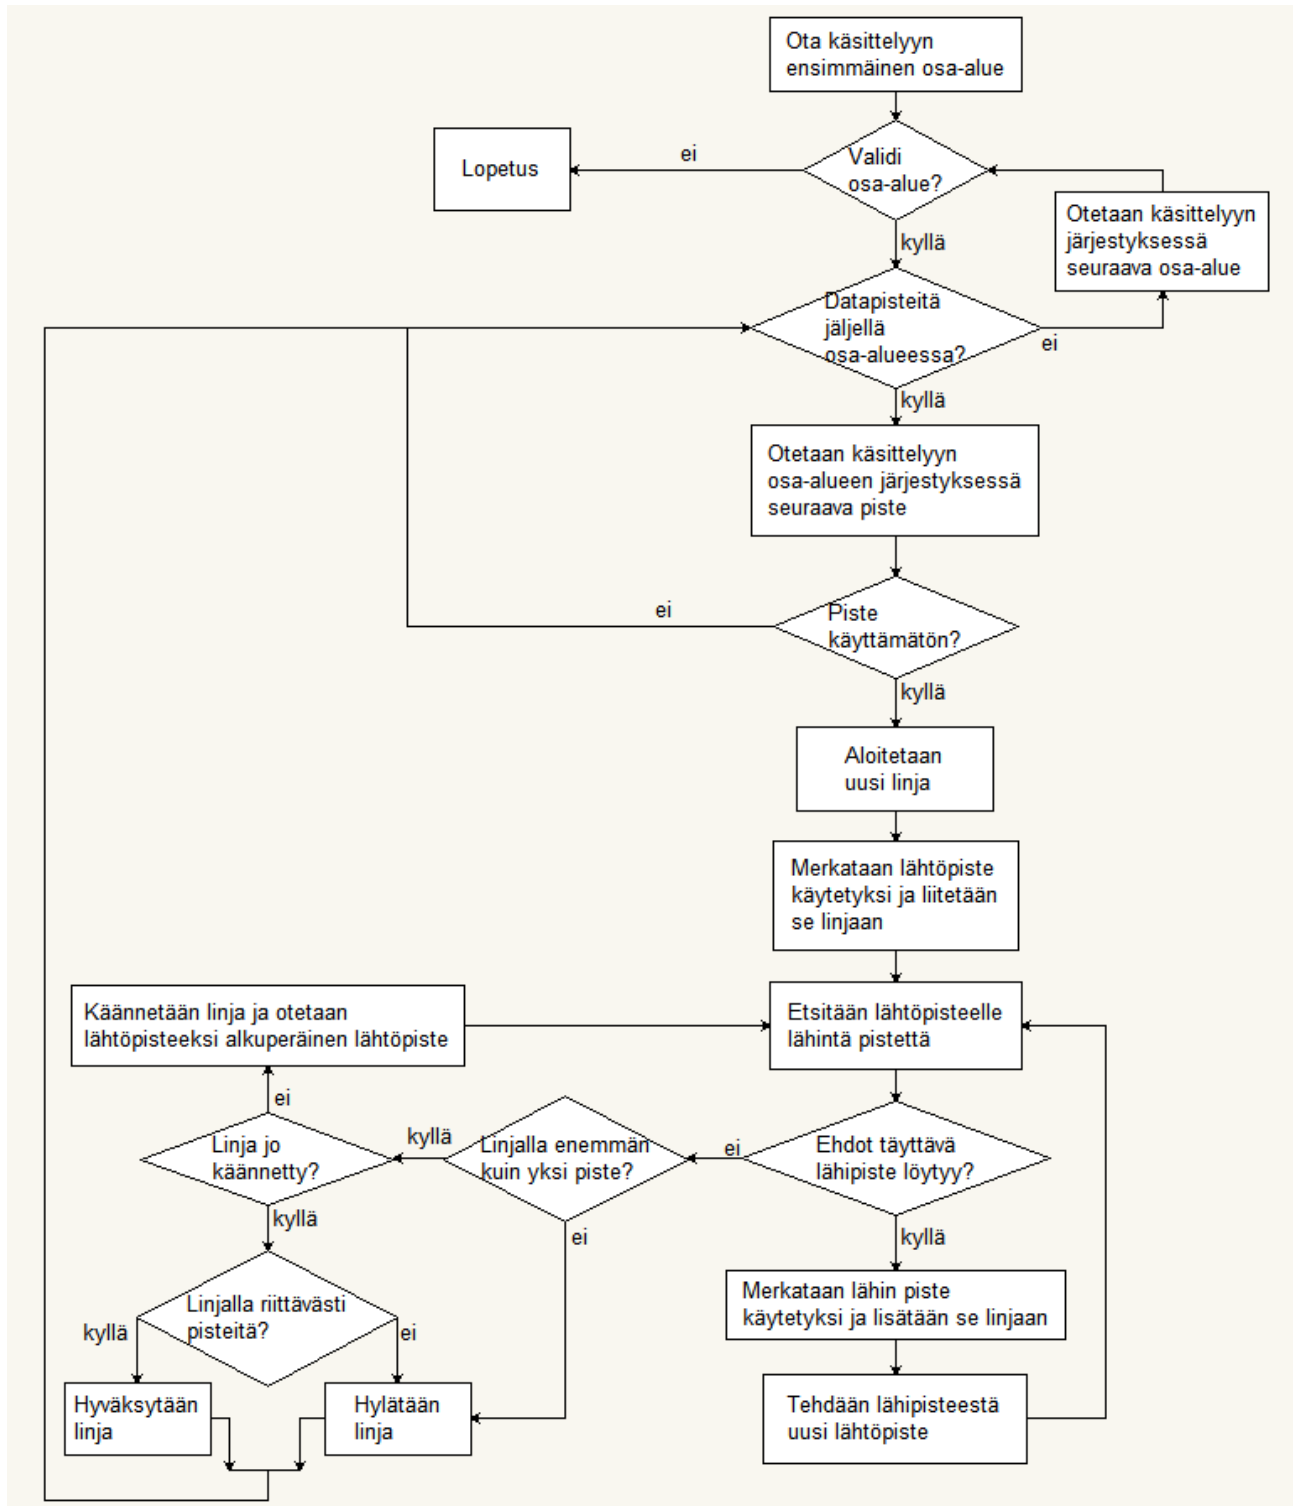 Ota käsittelyyn
ensimmäinen osa-alue
Lopetus
ei
Validi
osa-alue?
Otetaan käsittelyyn
järjestyksessä
seuraava osa-alue
kyllä
Datapisteitä
jäljellä
osa-alueessa?
ei
kyllä
Otetaan käsittelyyn
osa-alueen järjestyksessä
seuraava piste
ei
Piste
käyttämätön?
kyllä
Aloitetaan
uusi linja
Merkataan lähtöpiste
käytetyksi ja liitetään
se linjaan
Käännetään linja ja otetaan
lähtöpisteeksi alkuperäinen lähtöpiste
Etsitään lähtöpisteelle
lähintä pistettä
ei
Linja jo
käännetty?
kyllä
Linjalla enemmän
kuin yksi piste?
ei
Ehdot täyttävä
lähipiste löytyy?
kyllä
ei
kyllä
Linjalla riittävästi
pisteitä?
kyllä
ei
Merkataan lähin piste
käytetyksi ja lisätään se linjaan
Hyväksytään
linja
Hylätään
linja
Tehdään lähipisteestä
uusi lähtöpiste